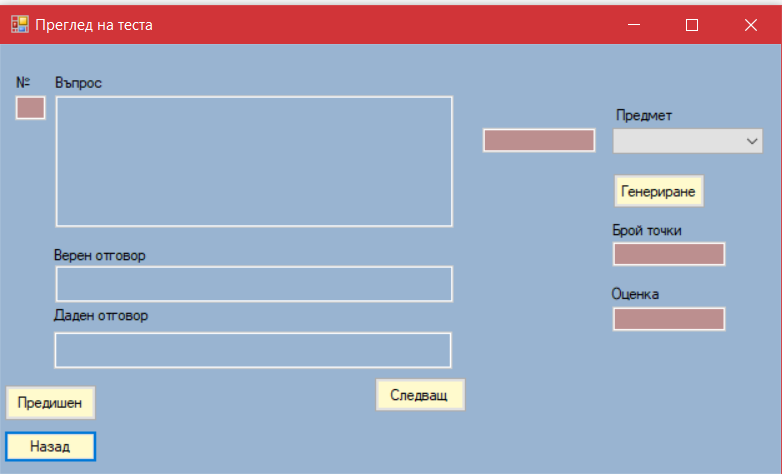 Преглед на теста
№
Въпрос
Предмет
Генериране
Брой точки
Верен отговор
Оценка
Даден отговор
Следващ
Предишен
Назад